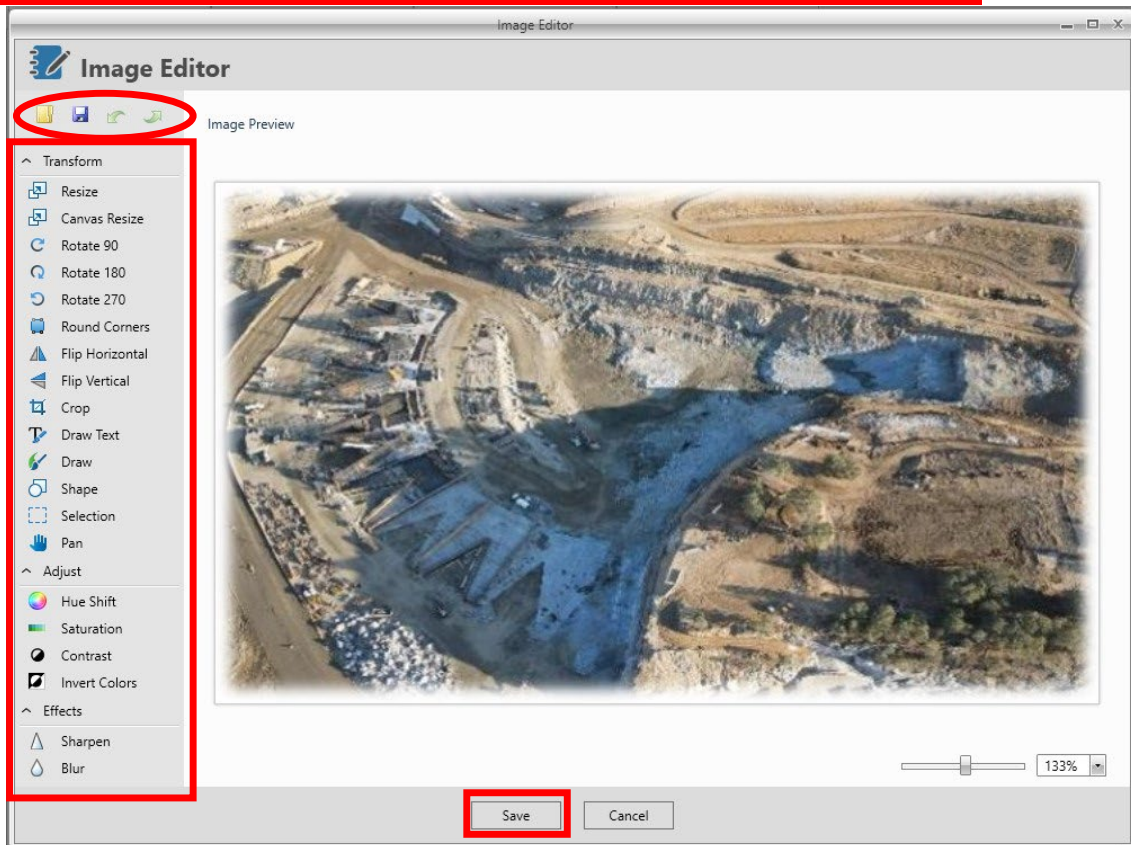 Image Editor
Image Editor
Image Preview
Transform
Resize
Canvas Resize
Rotate 90
Rotate 180
Rotate 270
Round Corners
Flip Horizontal
Flip Vertical
Crop
Draw Text
Draw
Shape
Selection
Pan
Adjust
Hue Shift
Saturation
Contrast
Invert Colors
Effects
Sharpen
Blur
133%
Save Cancel